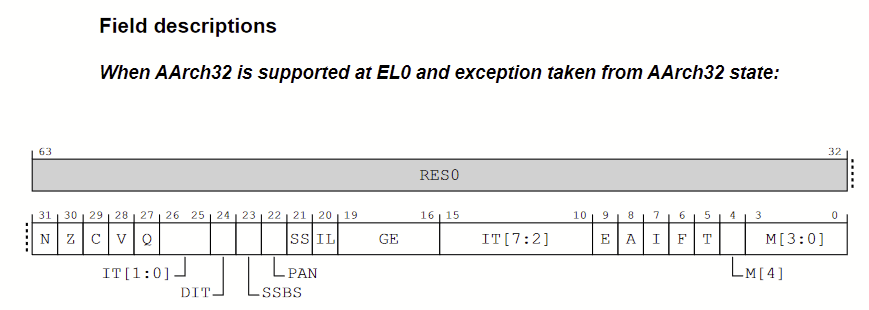 Field descriptions
When AArch32 is supported at EL0 and exception taken from AArch32 state:
63 32
RES0
31 30 29 28 27 26 25 24 23 22 21 20 19 16 15 10 9 8 7 6 5 4 3 0
N Z C V Q SS IL GE IT[7:2] E A I F T M[3:0]
IT[1:0] PAN M[4]
DIT SSBS